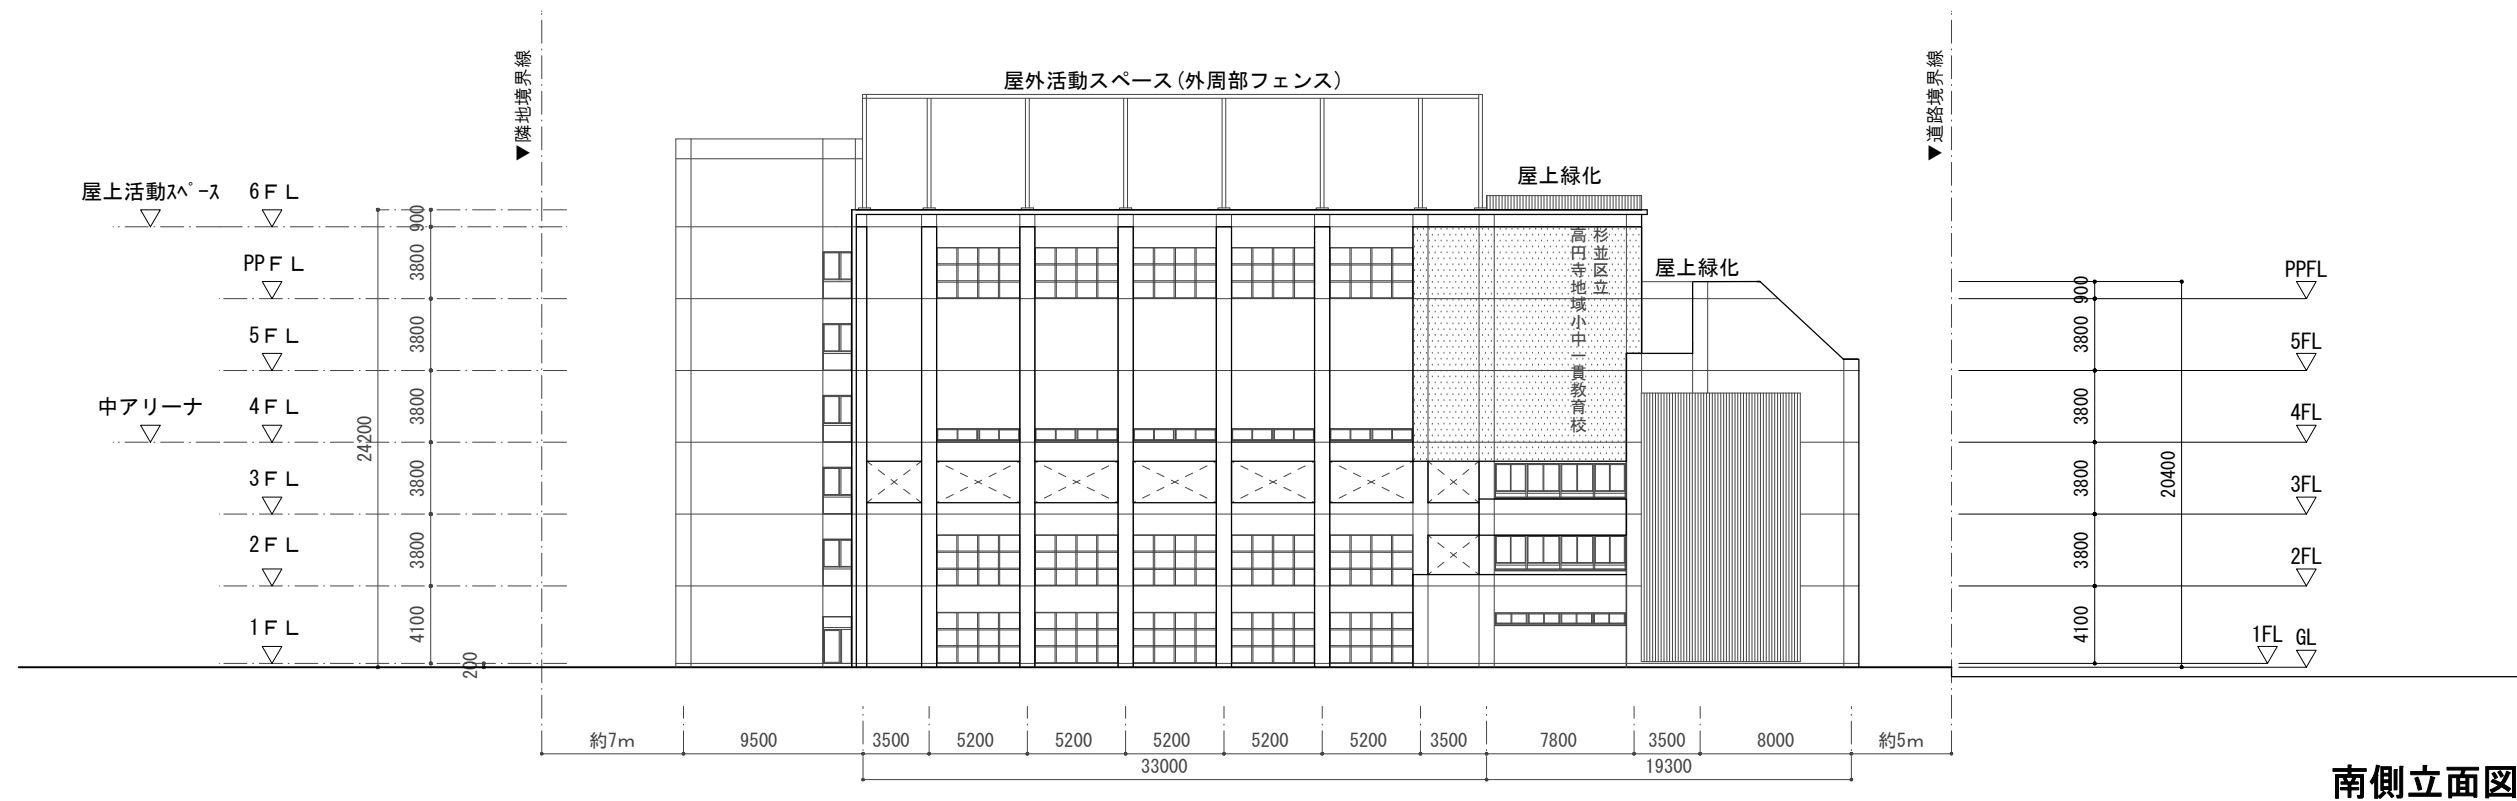 ▼隣地境界線
▼道路境界線
屋外活動スペース(外周部フェンス)
屋上緑化
屋上緑化
杉並区立
高円寺地域小中一貫教育校
屋上活動スペース 6FL
PPFL
5FL
中アリーナ 4FL
3FL
2FL
1FL
24200
900
3800
3800
3800
3800
3800
4100
200
PPFL
5FL
4FL
3FL
2FL
1FL GL
900
3800
3800
3800
3800
4100
20400
約7m 9500 3500 5200 5200 5200 5200 5200 3500 7800 3500 8000 約5m
33000 19300
南側立面図